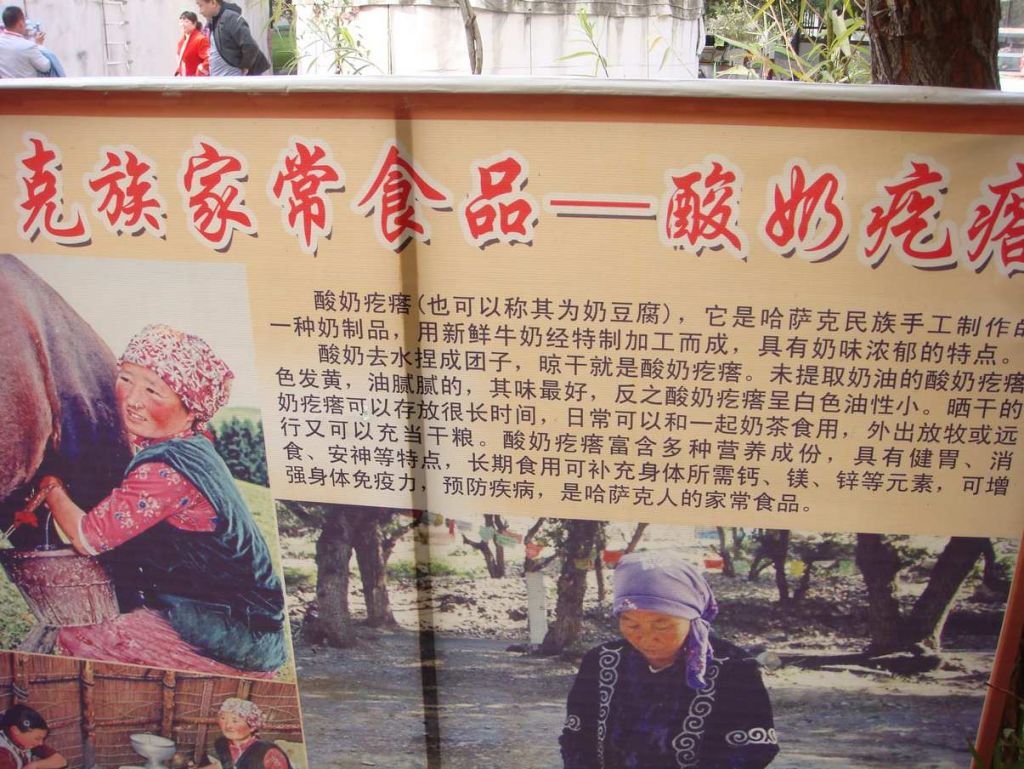 克族家常食品—酸奶疙瘩
酸奶疙瘩(也可以称其为奶豆腐)，它是哈萨克民族手工制作的
一种奶制品，用新鲜牛奶经特制加工而成，具有奶味浓郁的特点。
酸奶去水捏成团子，晾干就是酸奶疙瘩。未提取奶油的酸奶疙瘩
色发黄，油腻腻的，其味最好，反之酸奶疙瘩呈白色油性小。晒干的
奶疙瘩可以存放很长时间，日常可以和一起奶茶食用，外出放牧或远
行又可以充当干粮。酸奶疙瘩富含多种营养成份，具有健胃、消
食、安神等特点，长期食用可补充身体所需钙、镁、锌等元素，可增
强身体免疫力，预防疾病，是哈萨克人的家常食品。